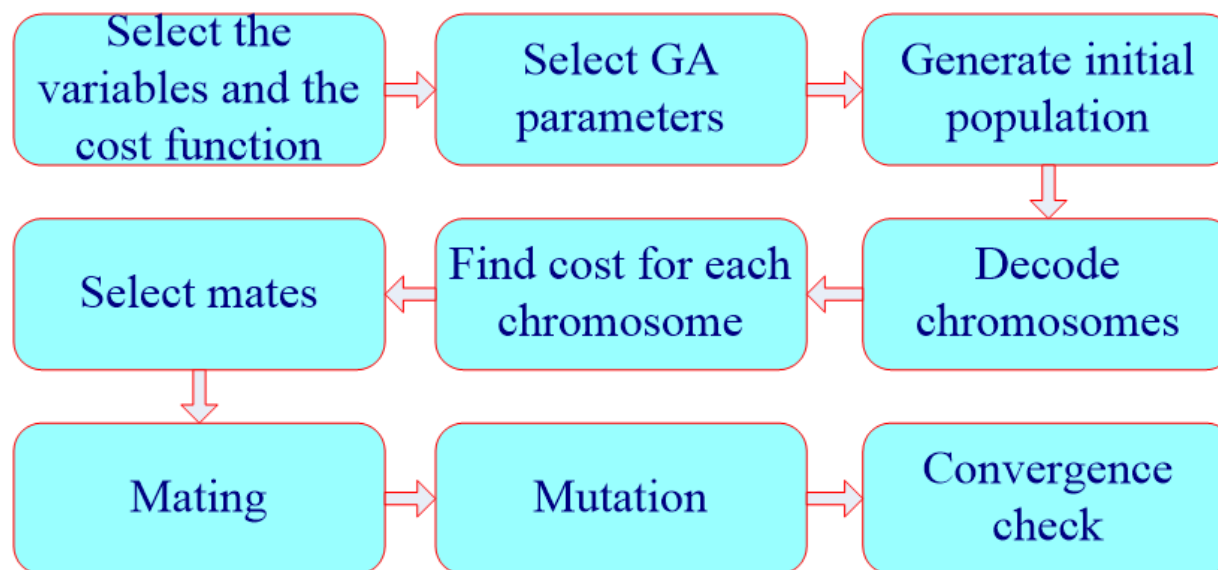 Select the
variables and the
cost function
Select GA
parameters
Generate initial
population
Decode
chromosomes
Find cost for each
chromosome
Select mates
Mating
Mutation
Convergence
check